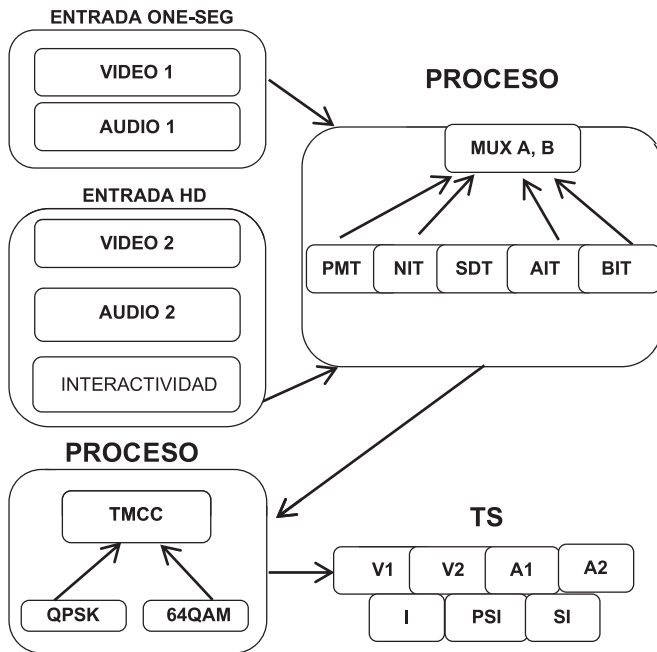 ENTRADA ONE-SEG
VIDEO 1
AUDIO 1
PROCESO
MUX A, B
PMT NIT SDT AIT BIT
ENTRADA HD
VIDEO 2
AUDIO 2
INTERACTIVIDAD
PROCESO
TMCC
QPSK 64QAM
TS
V1 V2 A1 A2
I PSI SI